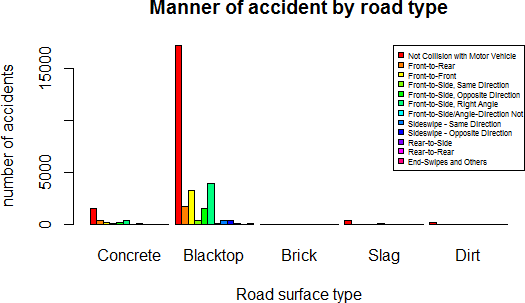 Manner of accident by road type
number of accidents
15000
5000
0
Not Collision with Motor Vehicle
Front-to-Rear
Front-to-Front
Front-to-Side, Same Direction
Front-to-Side, Opposite Direction
Front-to-Side, Right Angle
Front-to-Side/Angle-Direction Not
Sideswipe - Same Direction
Sideswipe - Opposite Direction
Rear-to-Side
Rear-to-Rear
End-Swipes and Others
Concrete Blacktop Brick Slag Dirt
Road surface type